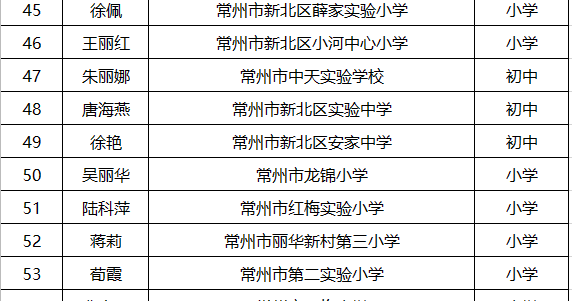 45 徐佩 常州市新北区薛家实验小学 小学
46 王丽红 常州市新北区小河中心小学 小学
47 朱丽娜 常州市中天实验学校 初中
48 唐海燕 常州市新北区实验中学 初中
49 徐艳 常州市新北区安家中学 初中
50 吴丽华 常州市龙锦小学 小学
51 陆科萍 常州市红梅实验小学 小学
52 蒋莉 常州市丽华新村第三小学 小学
53 荀霞 常州市第二实验小学 小学